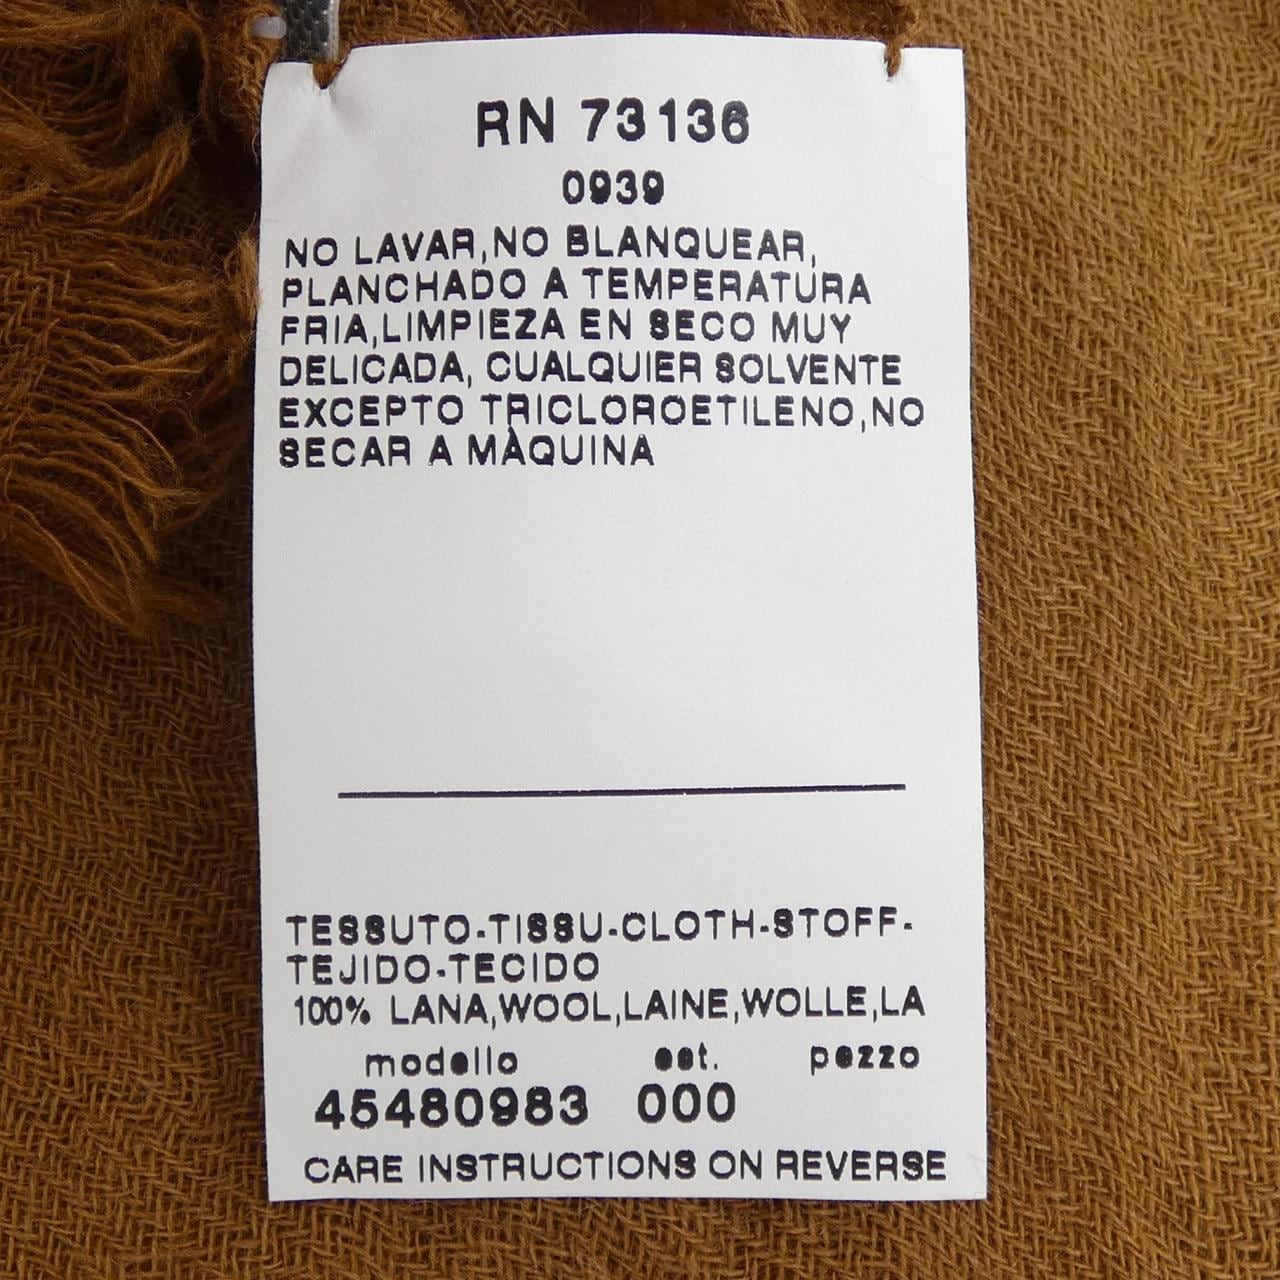 RN 73136
0939
NO LAVAR,NO BLANQUEAR,
PLANCHADO A TEMPERATURA
FRIA,LIMPIEZA EN SECO MUY
DELICADA, CUALQUIER SOLVENTE
EXCEPTO TRICLOROETILENO,NO
SECAR A MÀQUINA
TESSUTO-TISSU-CLOTH-STOFF-
TEJIDO-TECIDO
100% LANA,WOOL,LAINE,WOLLE,LA
modello est. pezzo
45480983 000
CARE INSTRUCTIONS ON REVERSE